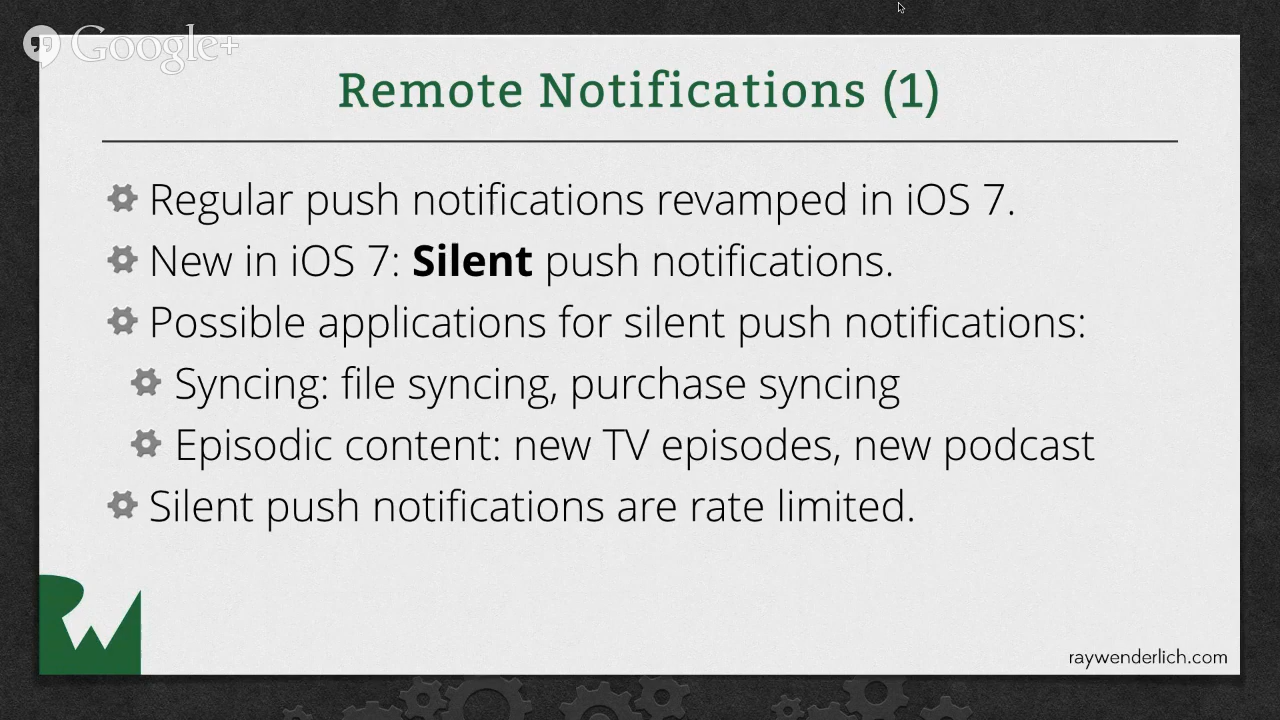 Google+
Remote Notifications (1)
Regular push notifications revamped in iOS 7.
New in iOS 7: Silent push notifications.
Possible applications for silent push notifications:
Syncing: file syncing, purchase syncing
Episodic content: new TV episodes, new podcast
Silent push notifications are rate limited.
RW
raywenderlich.com